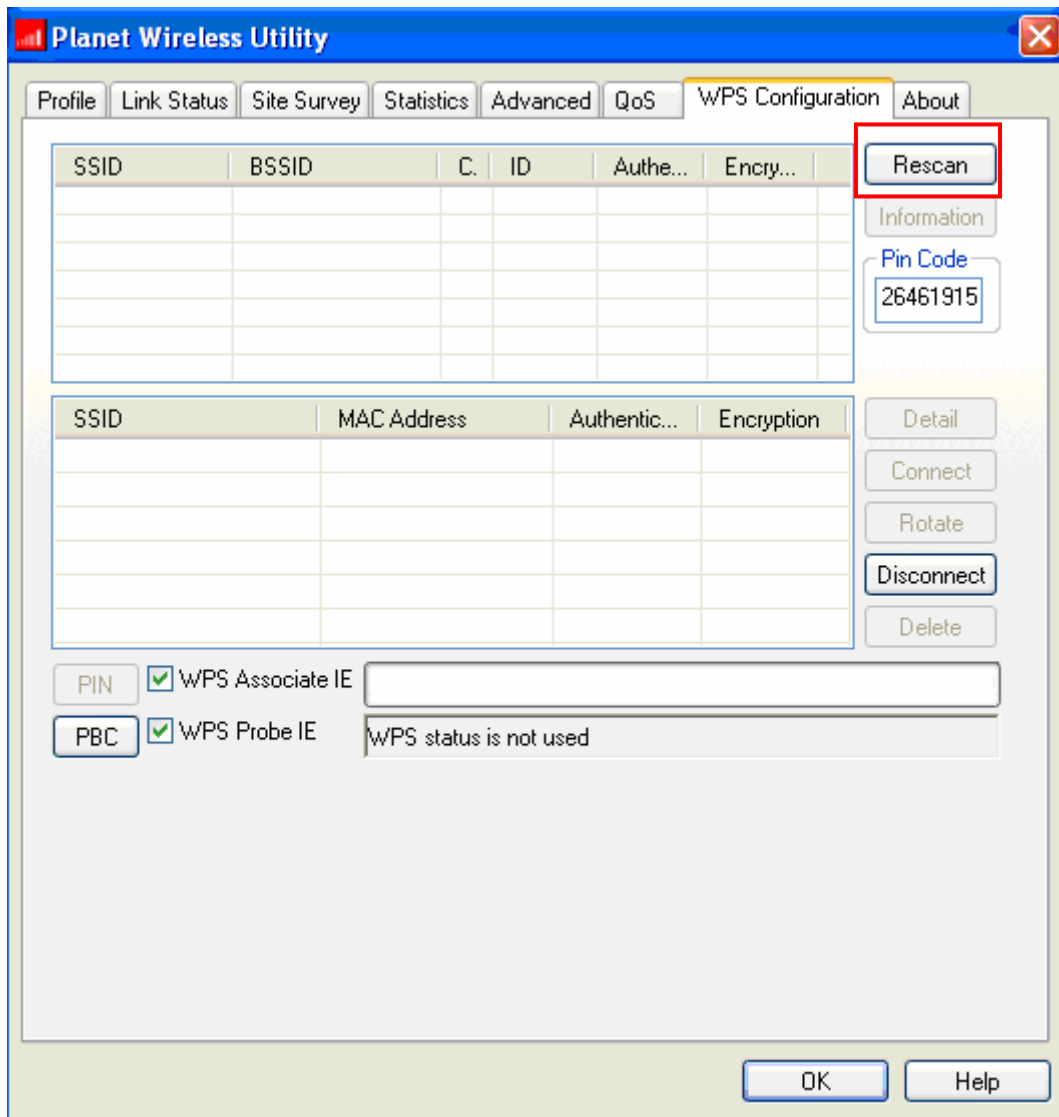 Planet Wireless Utility
Profile Link Status Site Survey Statistics Advanced QoS WPS Configuration About
SSID BSSID C. ID Authe... Encry...
Rescan
Information
Pin Code
26461915
SSID MAC Address Authentic... Encryption
Detail
Connect
Rotate
Disconnect
Delete
PIN WPS Associate IE
PBC WPS Probe IE WPS status is not used
OK Help